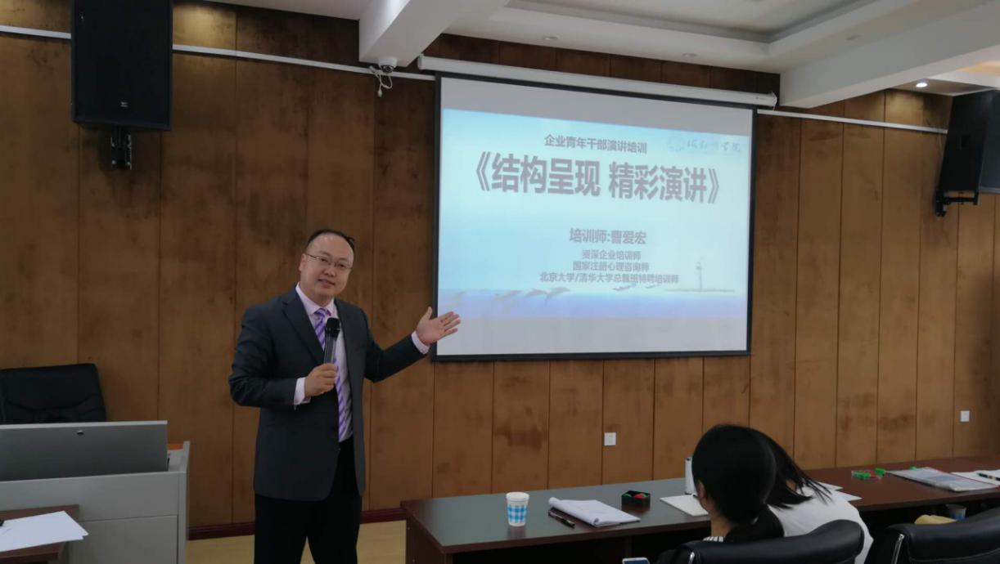 企业青年干部演讲培训
《结构呈现 精彩演讲》
培训师:曹爱宏
资深企业培训师
国家注册心理咨询师
北京大学/清华大学总裁班特聘培训师